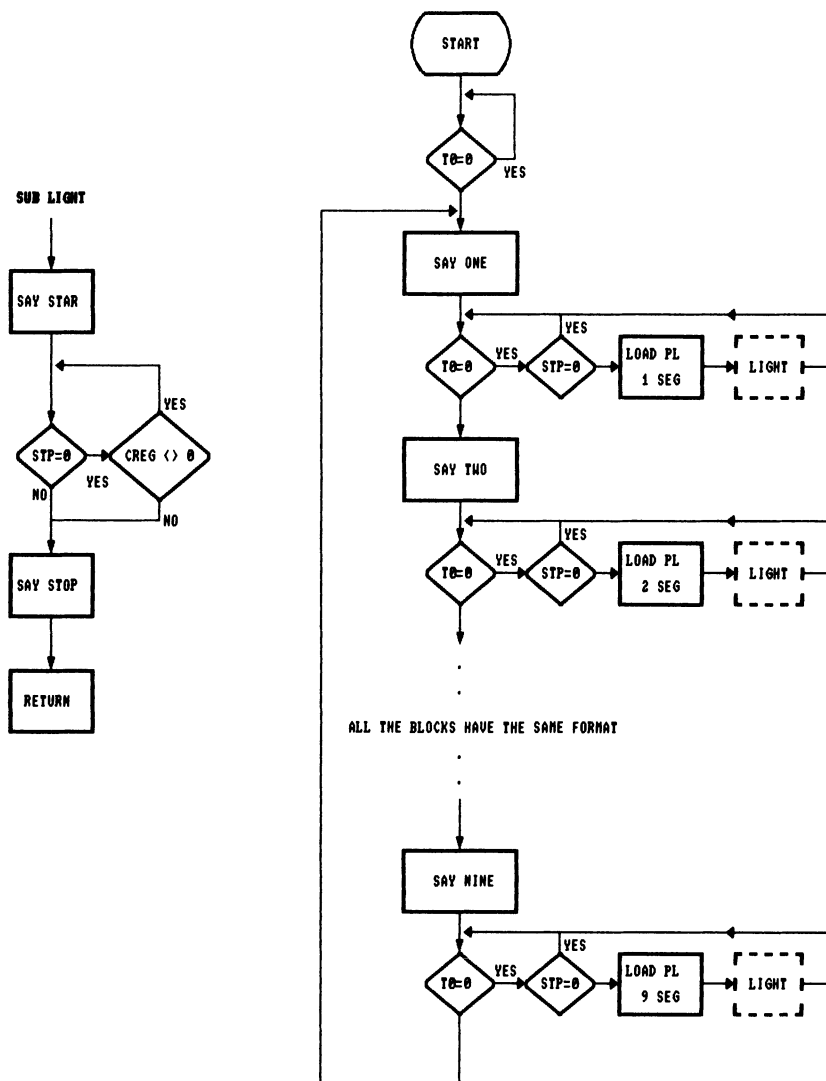 START
T0=0
YES
SUB LIGHT
SAY STAR
YES
STP=0
YES
CREG <> 0
NO
NO
SAY STOP
RETURN
SAY ONE
YES
T0=0
YES
STP=0
LOAD PL
1 SEG
LIGHT
SAY TWO
YES
T0=0
YES
STP=0
LOAD PL
2 SEG
LIGHT
.
.
ALL THE BLOCKS HAVE THE SAME FORMAT
.
.
SAY NINE
YES
T0=0
YES
STP=0
LOAD PL
9 SEG
LIGHT